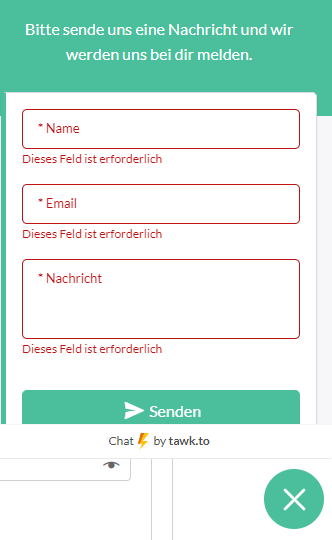 Bitte sende uns eine Nachricht und wir
werden uns bei dir melden.
* Name
Dieses Feld ist erforderlich
* Email
Dieses Feld ist erforderlich
* Nachricht
Dieses Feld ist erforderlich
Senden
Chat ⚡ by tawk.to